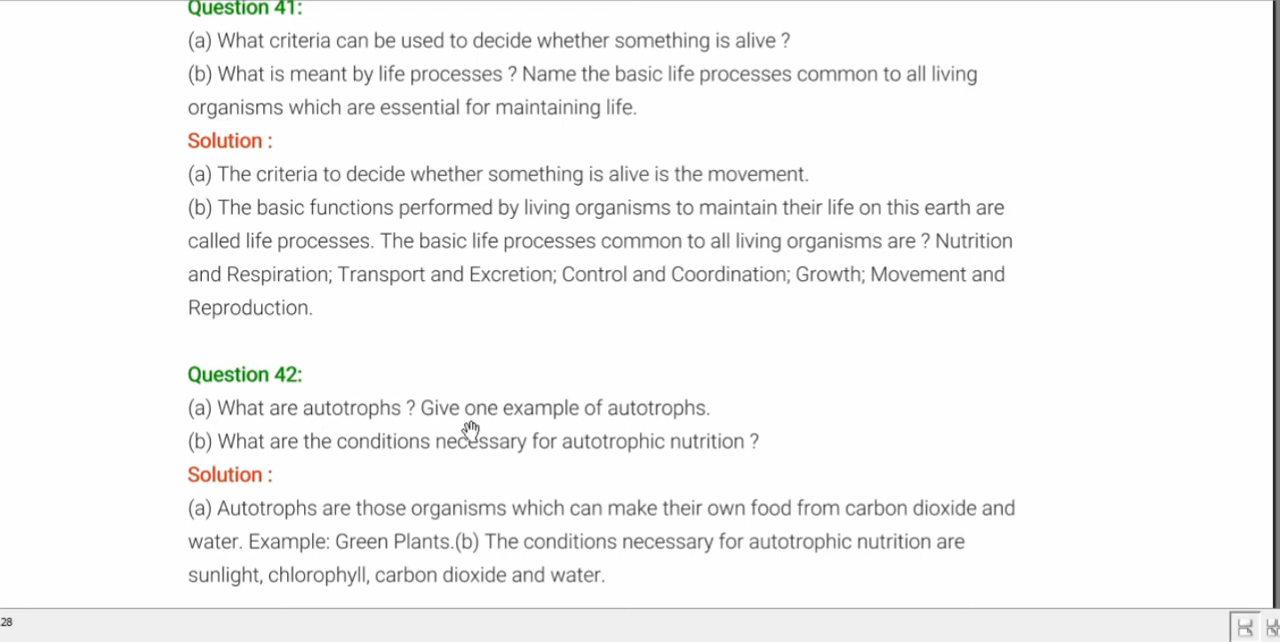 Question 41:
(a) What criteria can be used to decide whether something is alive ?
(b) What is meant by life processes ? Name the basic life processes common to all living
organisms which are essential for maintaining life.
Solution :
(a) The criteria to decide whether something is alive is the movement.
(b) The basic functions performed by living organisms to maintain their life on this earth are
called life processes. The basic life processes common to all living organisms are ? Nutrition
and Respiration; Transport and Excretion; Control and Coordination; Growth; Movement and
Reproduction.
Question 42:
(a) What are autotrophs ? Give one example of autotrophs.
(b) What are the conditions necessary for autotrophic nutrition ?
Solution :
(a) Autotrophs are those organisms which can make their own food from carbon dioxide and
water. Example: Green Plants.(b) The conditions necessary for autotrophic nutrition are
sunlight, chlorophyll, carbon dioxide and water.
28